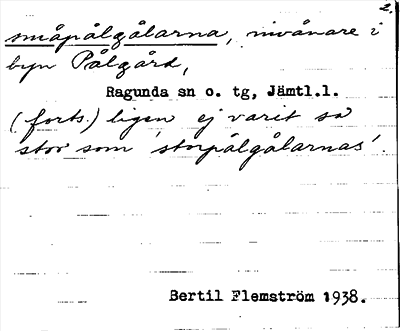 2.
småpålgålarna, invånare i
byn Pålgård,
Ragunda sn o. tg, Jämtl.l.
(forts.) ligen ej varit så
stor som 'storpålgålarnas'.
Bertil Flemström 1938.